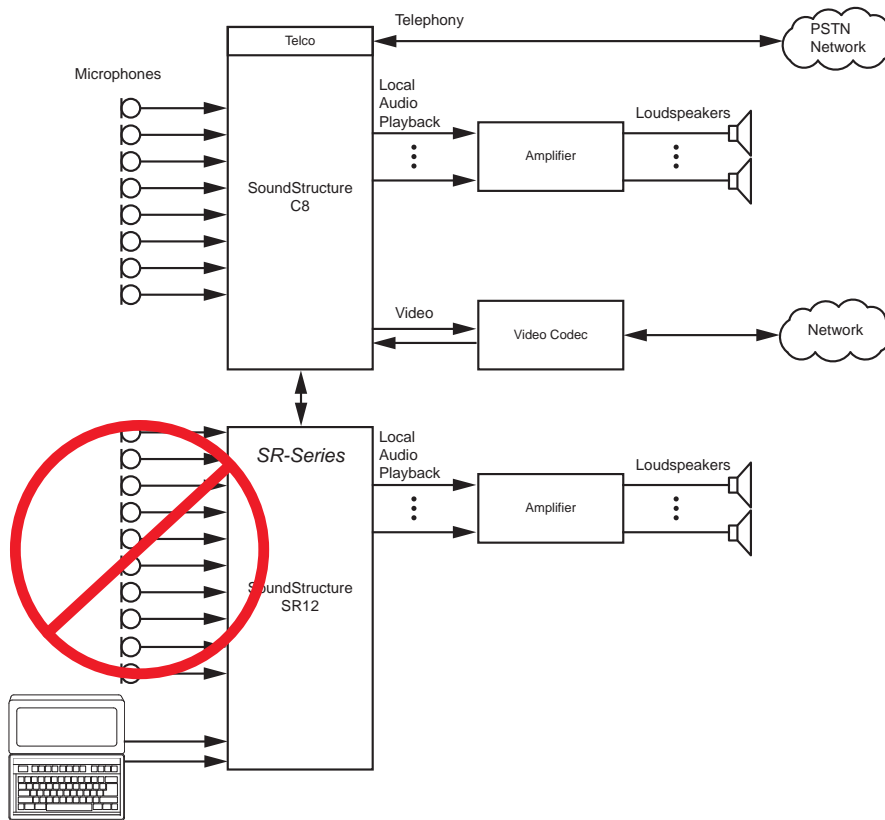 Telephony
PSTN
Network
Telco
Microphones
Local
Audio
Playback
Loudspeakers
Amplifier
SoundStructure
C8
Video
Video Codec
Network
SR-Series
Local
Audio
Playback
Loudspeakers
Amplifier
SoundStructure
SR12